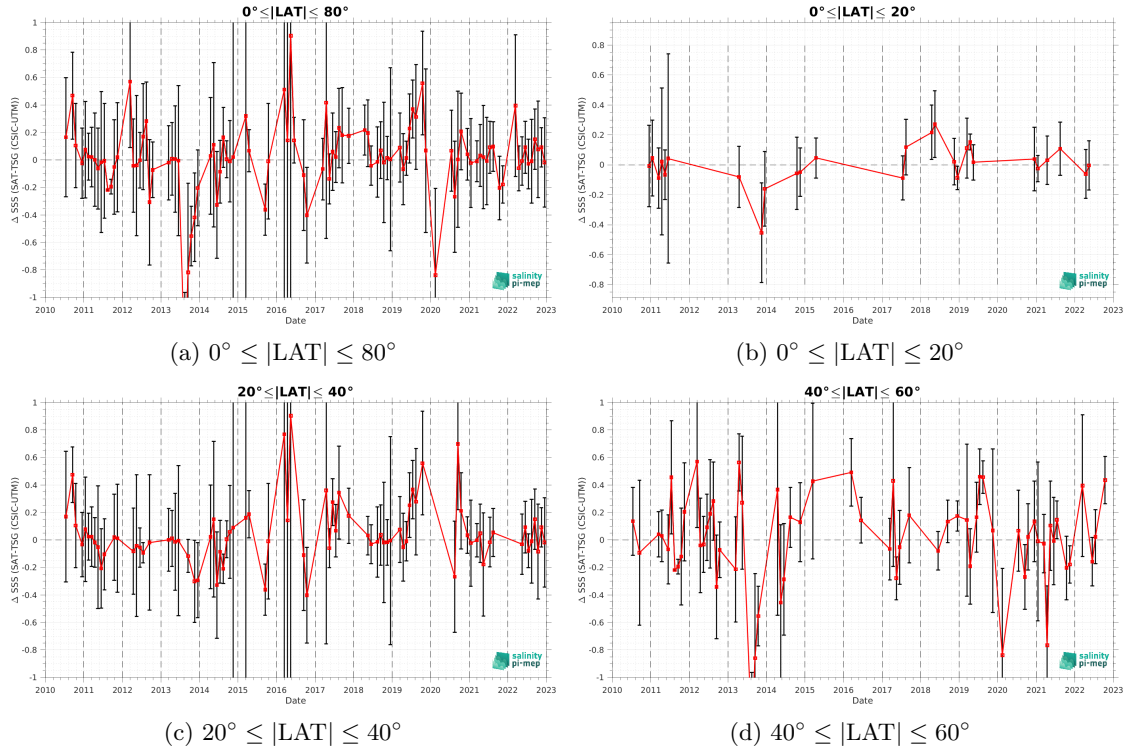 0°≤|LAT|≤ 80°
Δ SSS (SAT-TSG (CSIC-UTM))
1
0.8
0.6
0.4
0.2
0
-0.2
-0.4
-0.6
-0.8
-1
2010 2011 2012 2013 2014 2015 2016 2017 2018 2019 2020 2021 2022 2023
Date
salinity
pi-mep
(a) 0° ≤ |LAT| ≤ 80°
0°≤|LAT|≤ 20°
Δ SSS (SAT-TSG (CSIC-UTM))
0.8
0.6
0.4
0.2
0
-0.2
-0.4
-0.6
-0.8
2010 2011 2012 2013 2014 2015 2016 2017 2018 2019 2020 2021 2022 2023
Date
salinity
pi-mep
(b) 0° ≤ |LAT| ≤ 20°
20°≤|LAT|≤ 40°
Δ SSS (SAT-TSG (CSIC-UTM))
1
0.8
0.6
0.4
0.2
0
-0.2
-0.4
-0.6
-0.8
-1
2010 2011 2012 2013 2014 2015 2016 2017 2018 2019 2020 2021 2022 2023
Date
salinity
pi-mep
(c) 20° ≤ |LAT| ≤ 40°
40°≤|LAT|≤ 60°
Δ SSS (SAT-TSG (CSIC-UTM))
1
0.8
0.6
0.4
0.2
0
-0.2
-0.4
-0.6
-0.8
-1
2010 2011 2012 2013 2014 2015 2016 2017 2018 2019 2020 2021 2022 2023
Date
salinity
pi-mep
(d) 40° ≤ |LAT| ≤ 60°